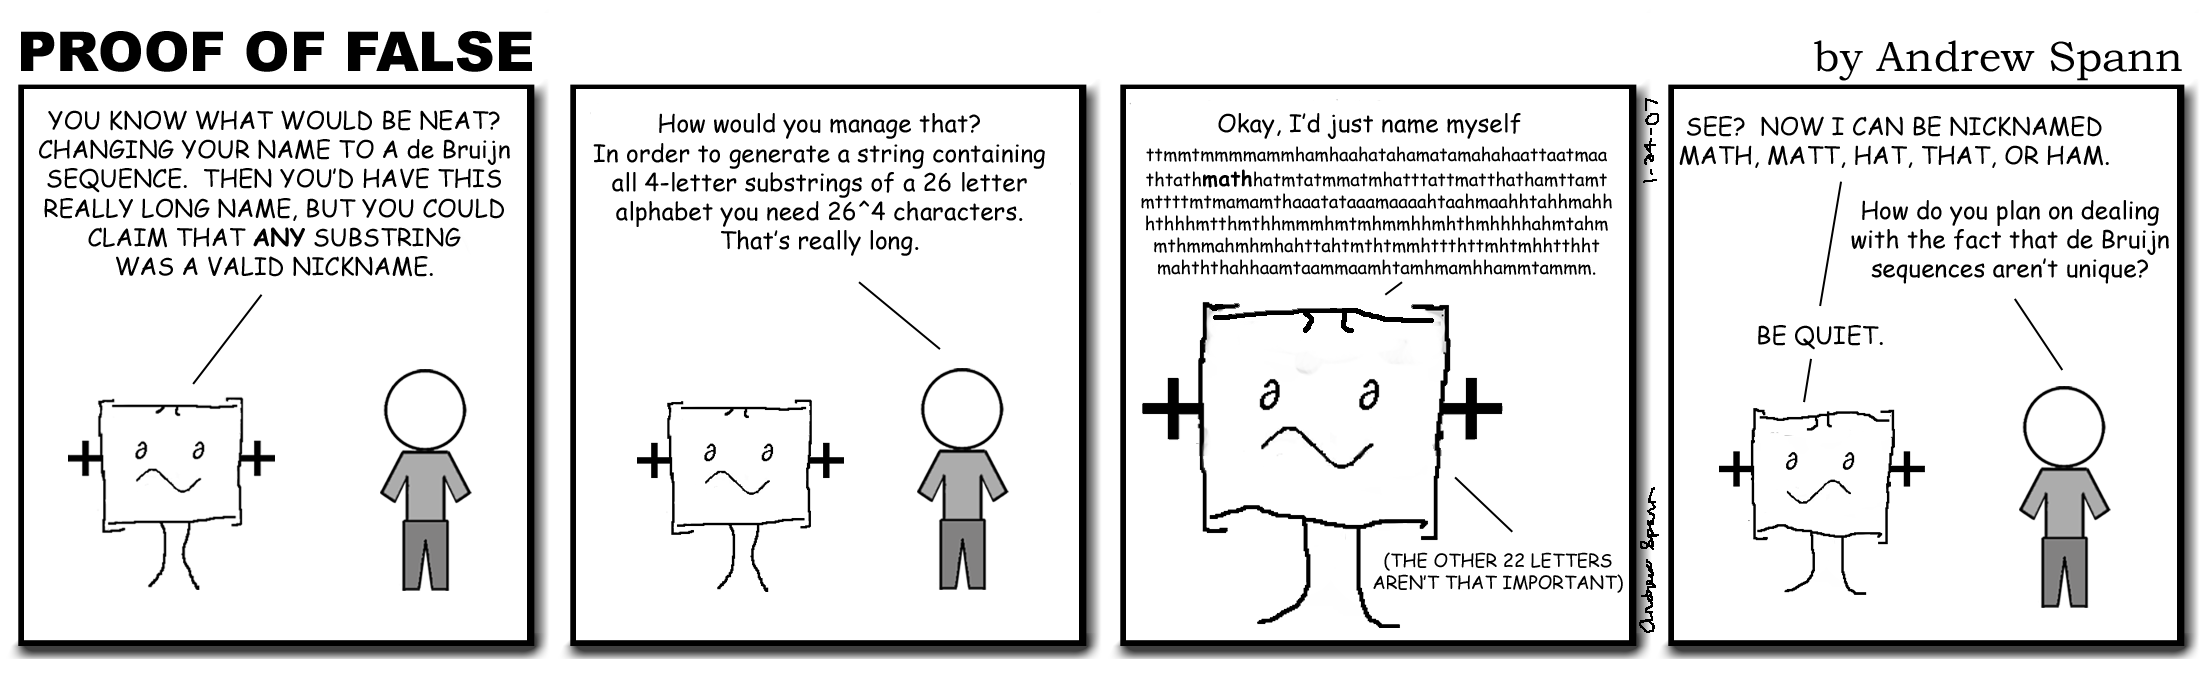 PROOF OF FALSE
by Andrew Spann
YOU KNOW WHAT WOULD BE NEAT?
CHANGING YOUR NAME TO A de Bruijn
SEQUENCE. THEN YOU'D HAVE THIS
REALLY LONG NAME, BUT YOU COULD
CLAIM THAT ANY SUBSTRING
WAS A VALID NICKNAME.
How would you manage that?
In order to generate a string containing
all 4-letter substrings of a 26 letter
alphabet you need 26^4 characters.
That's really long.
Okay, I'd just name myself
ttmmtmmmmammhamhaahatahamatamahahaattaatmaa
thtathmathhatmtatmmatmhatttattmatthathamttamt
mttttmtmamamthaaatataaamaaaahtaahmaahhtahhmahh
hthhhmtthmthhmmmhmtmhmmhhmhthmhhhhahmtahm
mthmmahmhmhahttahtmthtmmhttthttmhtmhhtthht
mahththahhaamtaammaamhtamhmamhhammtammm.
(THE OTHER 22 LETTERS
AREN'T THAT IMPORTANT)
1-24-07
Andrew Spann
SEE? NOW I CAN BE NICKNAMED
MATH, MATT, HAT, THAT, OR HAM.
How do you plan on dealing
with the fact that de Bruijn
sequences aren't unique?
BE QUIET.